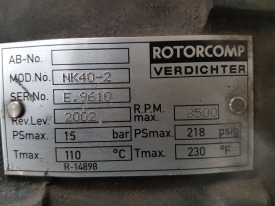 AB-No.
ROTORCOMP
VERDICHTER
MOD.No. NK40-2
SER.No. E.9610
Rev.Lev. 2002 R.P.M. max. 8500
PSmax. 15 bar PSmax. 218 psig
Tmax. 110 °C Tmax. 230 °F
R-14898